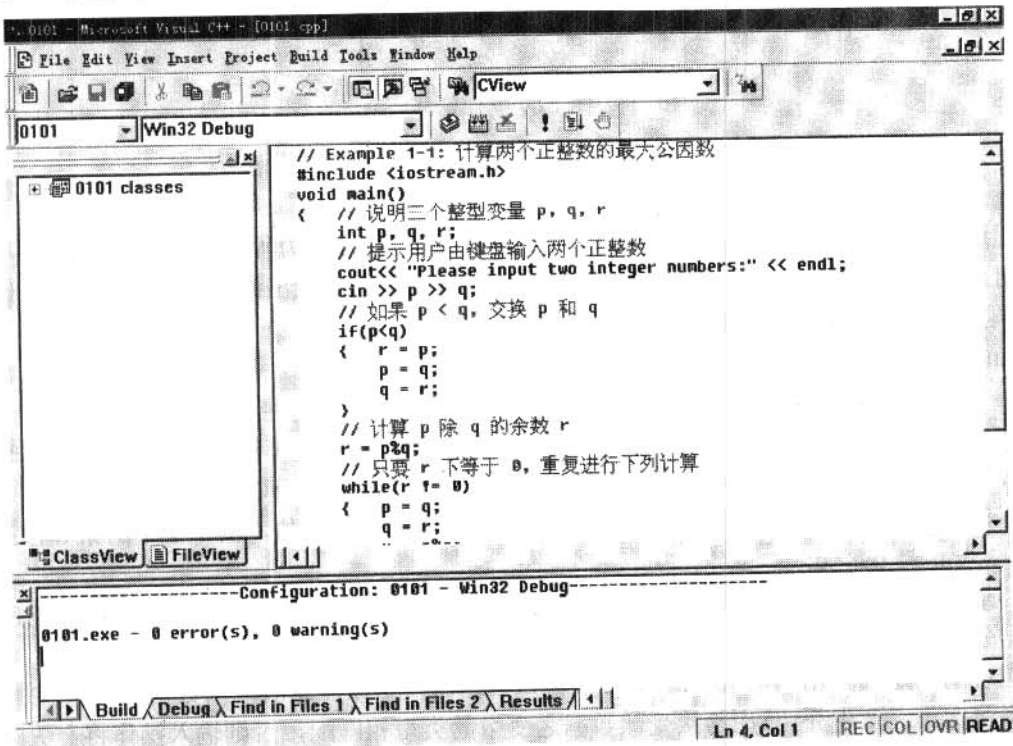 0101 - Microsoft Visual C++ - [0101.cpp]
File Edit View Insert Project Build Tools Window Help
CView
0101 Win32 Debug
0101 classes
// Example 1-1: 计算两个正整数的最大公因数
#include <iostream.h>
void main()
{ // 说明三个整型变量 p, q, r
int p, q, r;
// 提示用户由键盘输入两个正整数
cout<< "Please input two integer numbers:" << endl;
cin >> p >> q;
// 如果 p < q, 交换 p 和 q
if(p<q)
{ r = p;
p = q;
q = r;
}
// 计算 p 除 q 的余数 r
r = p%q;
// 只要 r 下等于 0, 重复进行下列计算
while(r != 0)
{ p = q;
q = r;
ClassView FileView
--------------------Configuration: 0101 - Win32 Debug--------------------
0101.exe - 0 error(s), 0 warning(s)
Build Debug Find in Files 1 Find in Files 2 Results
Ln 4, Col 1 REC COL OVR READ